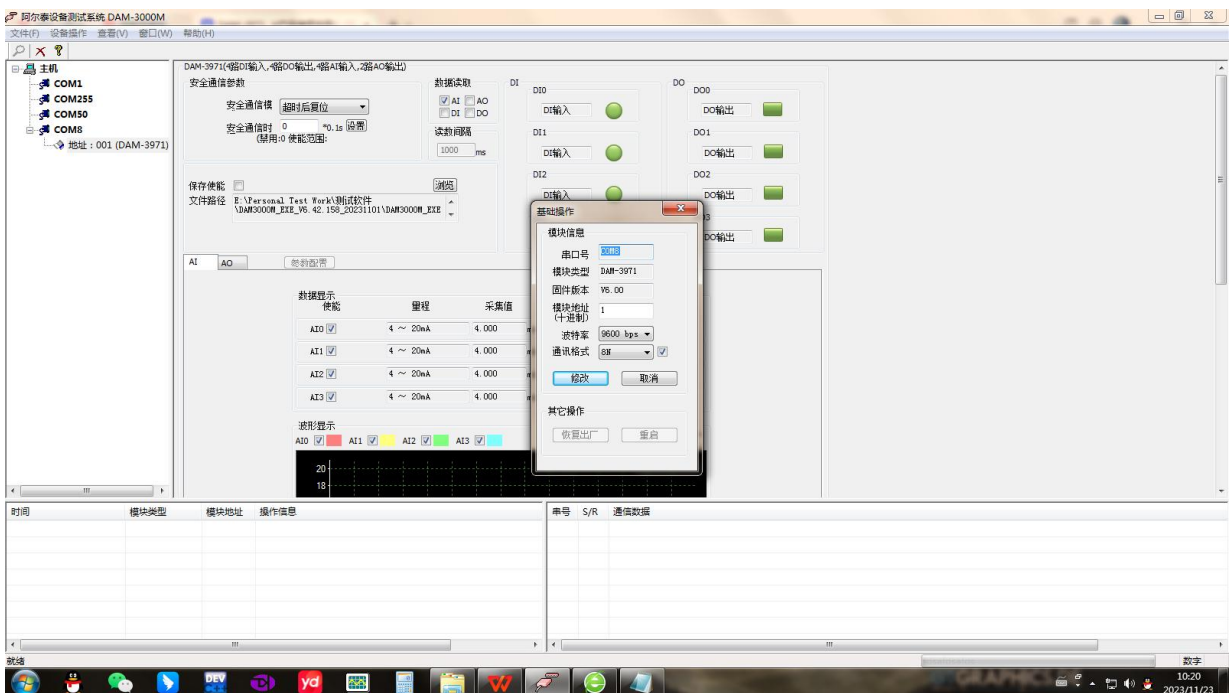 阿尔泰设备测试系统 DAM-3000M
文件(F) 设备操作 查看(V) 窗口(W) 帮助(H)
主机
COM1
COM255
COM50
COM8
地址：001 (DAM-3971)
DAM-3971(4路DI输入,4路DO输出,4路AI输入,2路AO输出)
安全通信参数
安全通信模 超时后复位
安全通信时 0 *0.1s 设置
(禁用:0 使能范围:
数据读取
AI AO
DI DO
读数间隔
1000 ms
DI
DI0
DI输入
DI1
DI输入
DI2
DI输入
DO
DO0
DO输出
DO1
DO输出
DO2
DO输出
DO输出
保存使能 浏览
文件路径 E:\Personal Test Work\测试软件
\DAM3000M_EXE_V6.42.158_20231101\DAM3000M_EXE
AI AO 参数配置
数据显示
使能 量程 采集值
AI0 4 ～ 20mA 4.000
AI1 4 ～ 20mA 4.000
AI2 4 ～ 20mA 4.000
AI3 4 ～ 20mA 4.000
波形显示
AI0 AI1 AI2 AI3
20
18
基础操作
模块信息
串口号 COM8
模块类型 DAM-3971
固件版本 V6.00
模块地址 1
(十进制)
波特率 9600 bps
通讯格式 8N
修改 取消
其它操作
恢复出厂 重启
时间 模块类型 模块地址 操作信息
串号 S/R 通信数据
就绪 数字
DEV
yd
10:20
2023/11/23